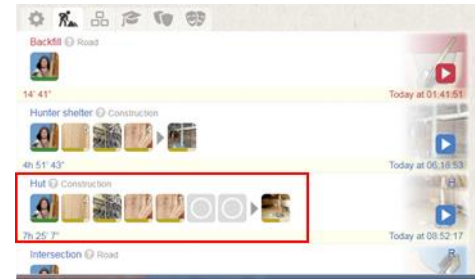 Backfill ? Road
14' 41"
Today at 01:41:51
Hunter shelter ? Construction
4h 51' 43"
Today at 06:18:53
Hut ? Construction
7h 25' 7"
Today at 08:52:17
Intersection ? Road